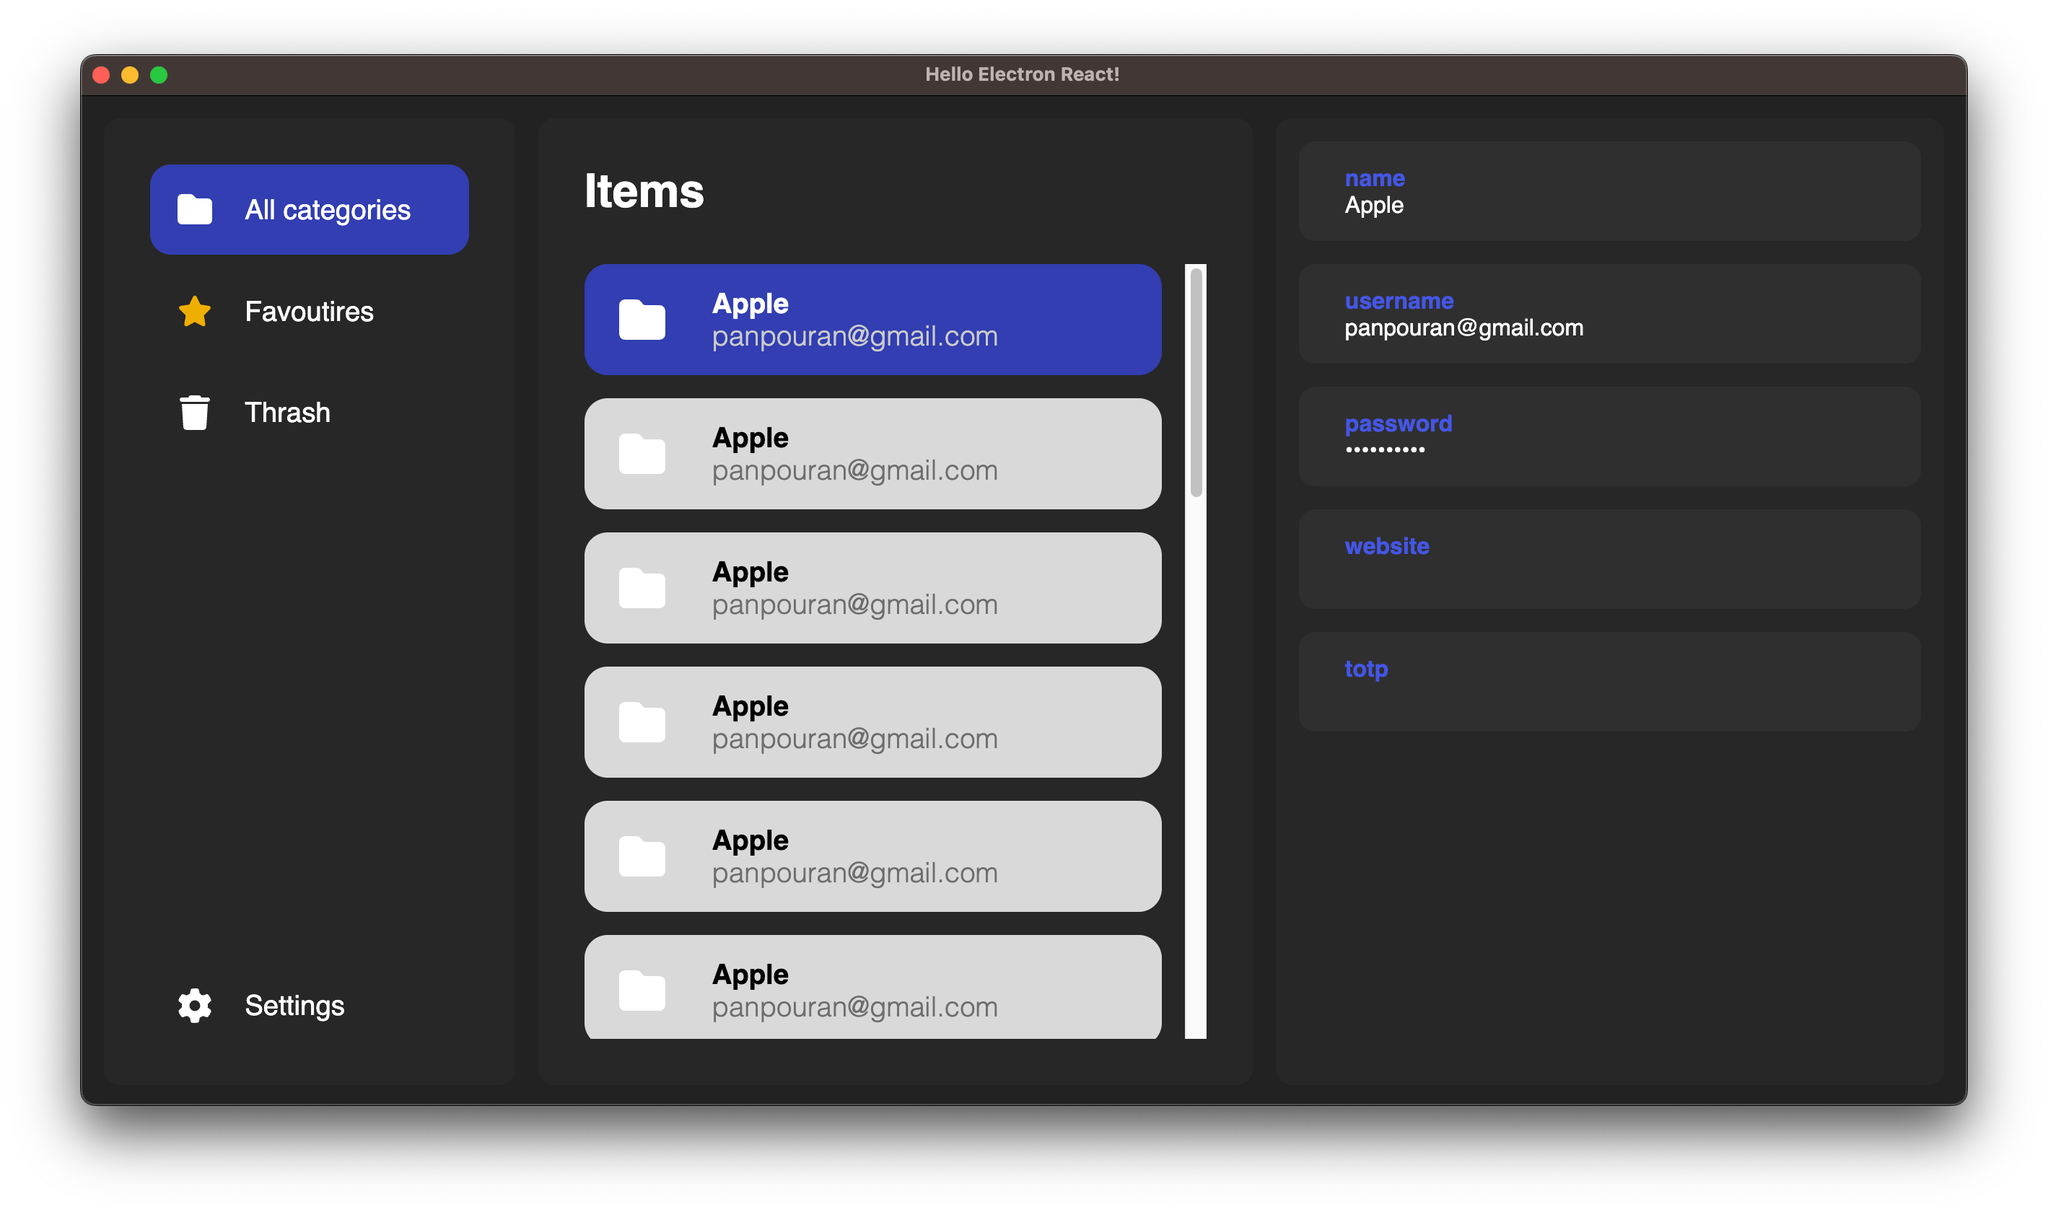 Hello Electron React!
All categories
Favoutires
Thrash
Settings
Items
Apple
panpouran@gmail.com
Apple
panpouran@gmail.com
Apple
panpouran@gmail.com
Apple
panpouran@gmail.com
Apple
panpouran@gmail.com
Apple
panpouran@gmail.com
name
Apple
username
panpouran@gmail.com
password
••••••••••
website
totp